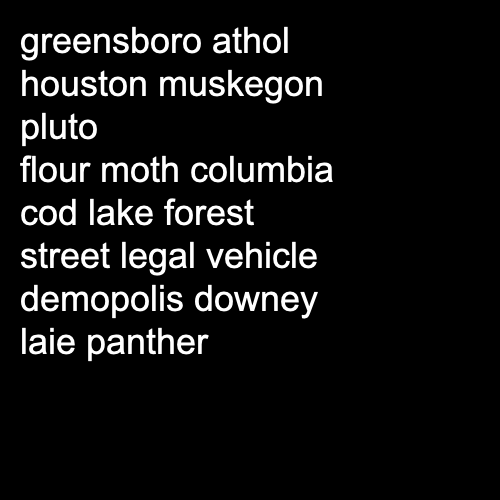 greensboro athol
houston muskegon
pluto
flour moth columbia
cod lake forest
street legal vehicle
demopolis downey
laie panther